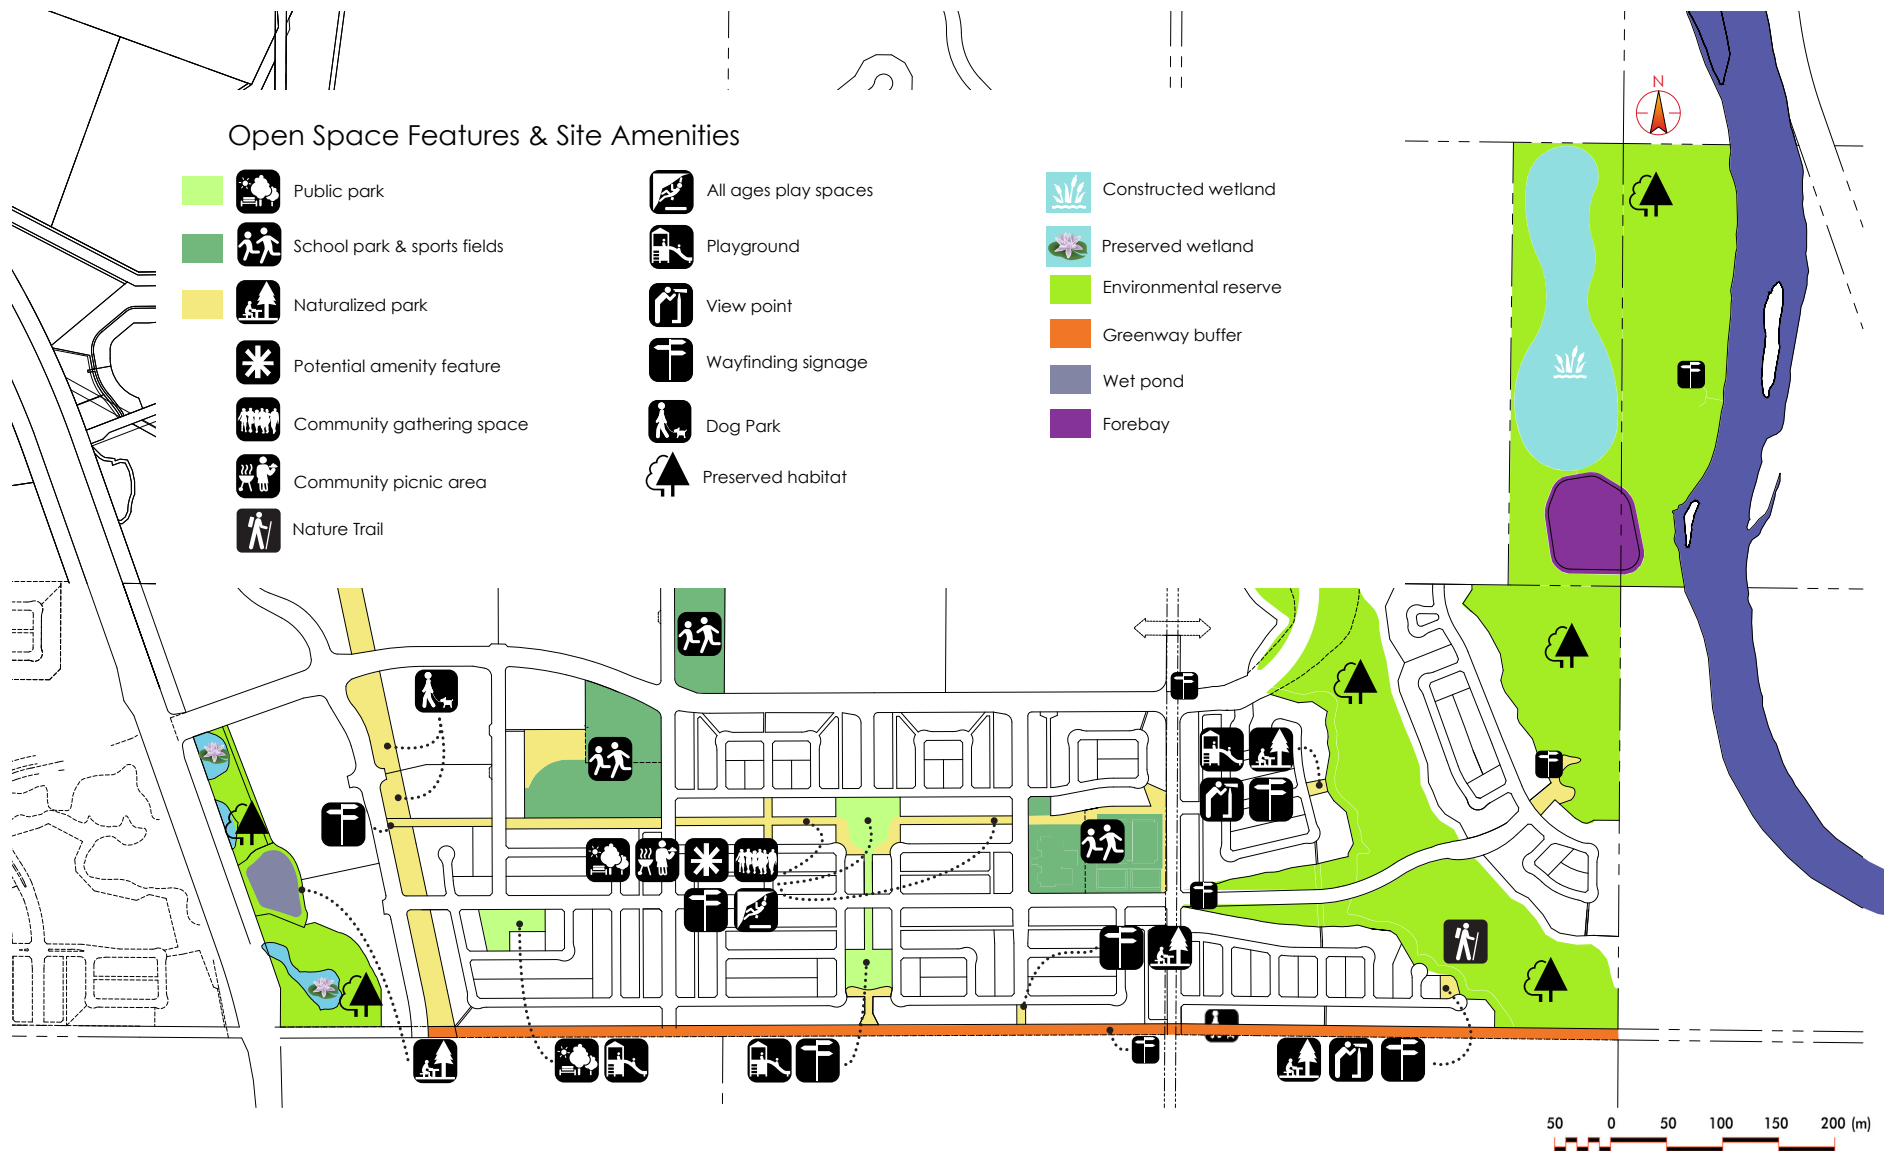 N
Open Space Features & Site Amenities
Public park
School park & sports fields
Naturalized park
Potential amenity feature
Community gathering space
Community picnic area
Nature Trail
All ages play spaces
Playground
View point
Wayfinding signage
Dog Park
Preserved habitat
Constructed wetland
Preserved wetland
Environmental reserve
Greenway buffer
Wet pond
Forebay
50 0 50 100 150 200 (m)